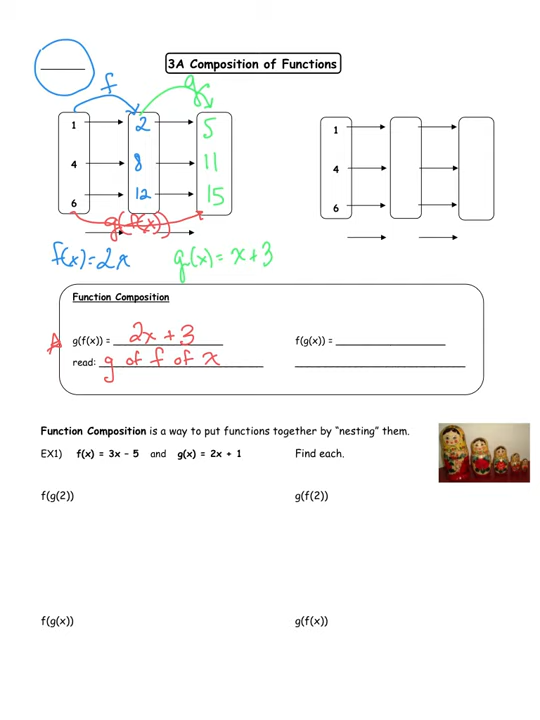 3A Composition of Functions
f
g
1 2 5
4 8 11
6 12 15
g(f(x))
f(x)=2x g(x)=x+3
1
4
6
Function Composition
g(f(x)) = 2x+3 f(g(x)) =
read: g of f of x
Function Composition is a way to put functions together by “nesting” them.
EX1) f(x) = 3x – 5 and g(x) = 2x + 1 Find each.
f(g(2)) g(f(2))
f(g(x)) g(f(x))